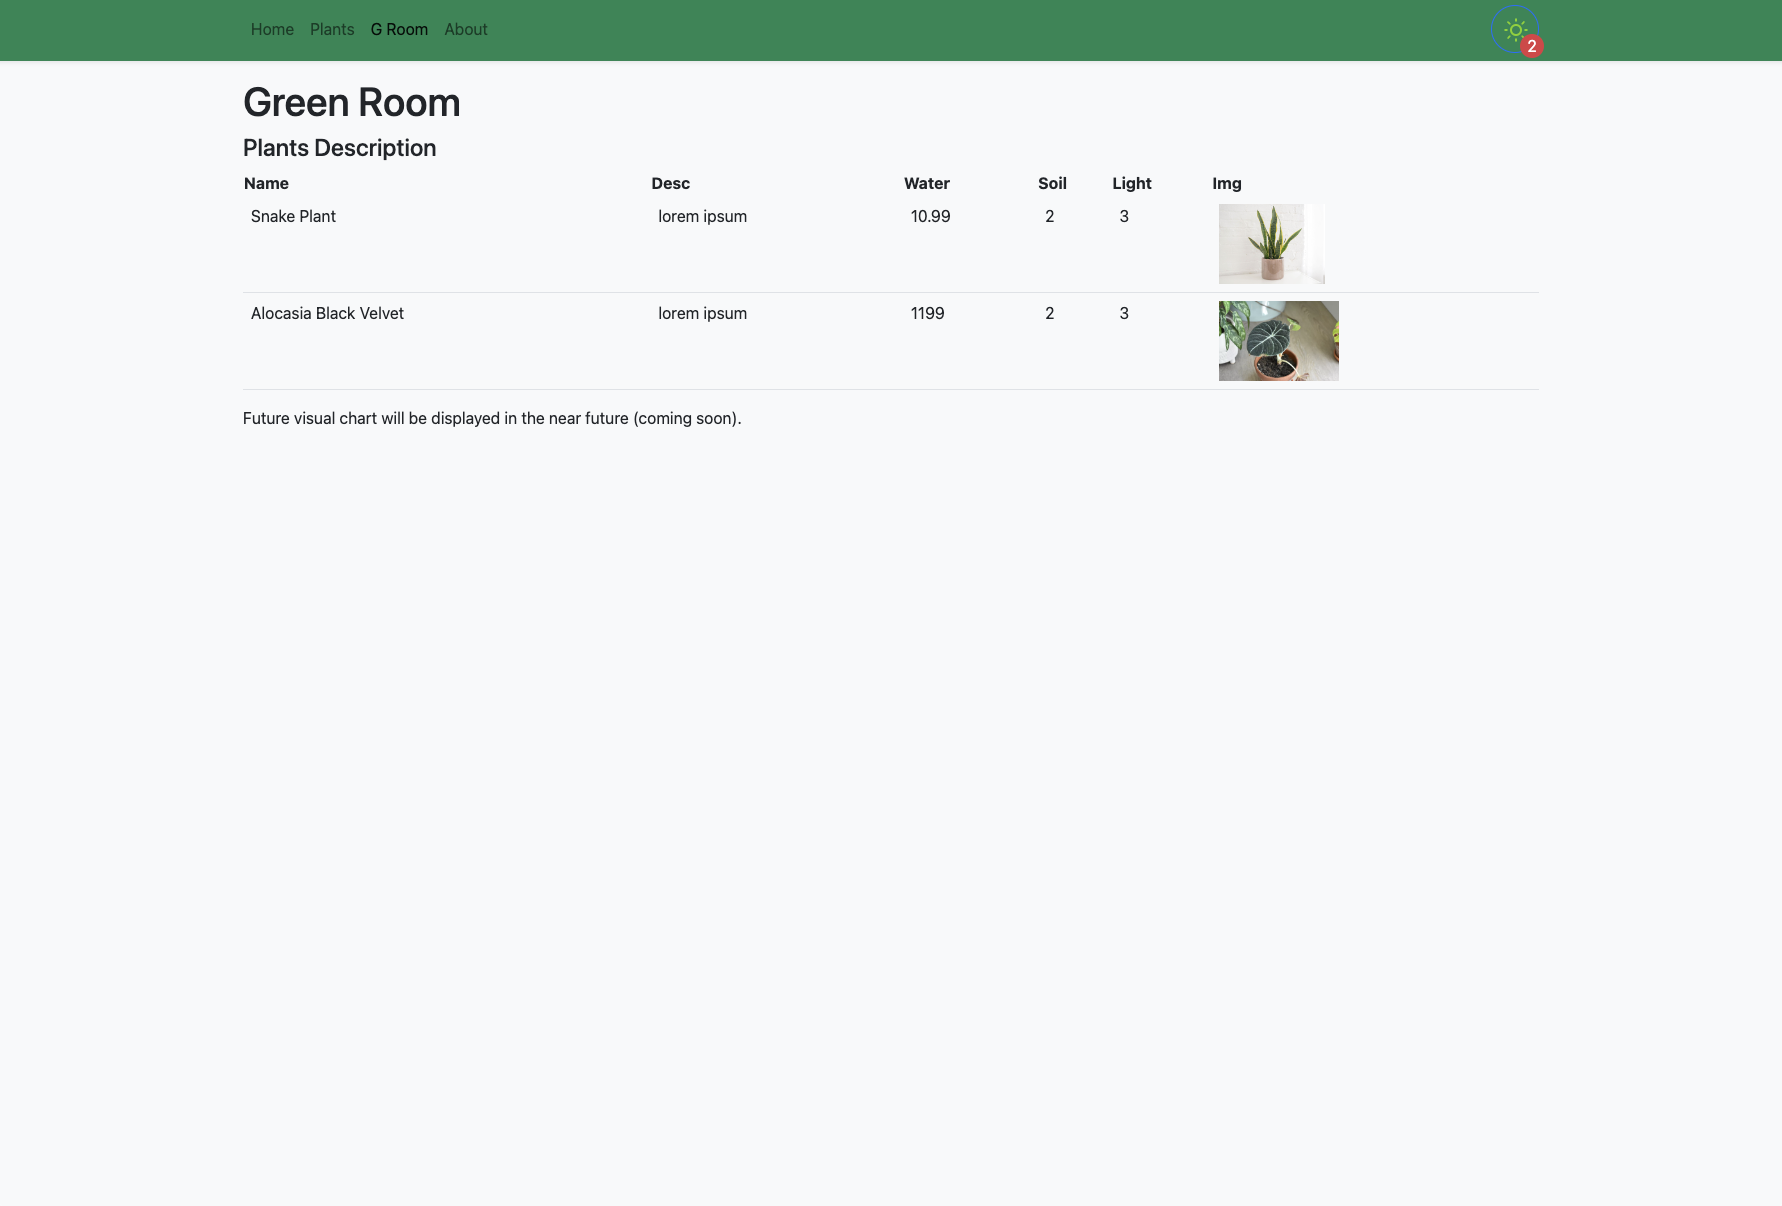 Home Plants G Room About
2
Green Room
Plants Description
Name Desc Water Soil Light Img
Snake Plant lorem ipsum 10.99 2 3
Alocasia Black Velvet lorem ipsum 1199 2 3
Future visual chart will be displayed in the near future (coming soon).